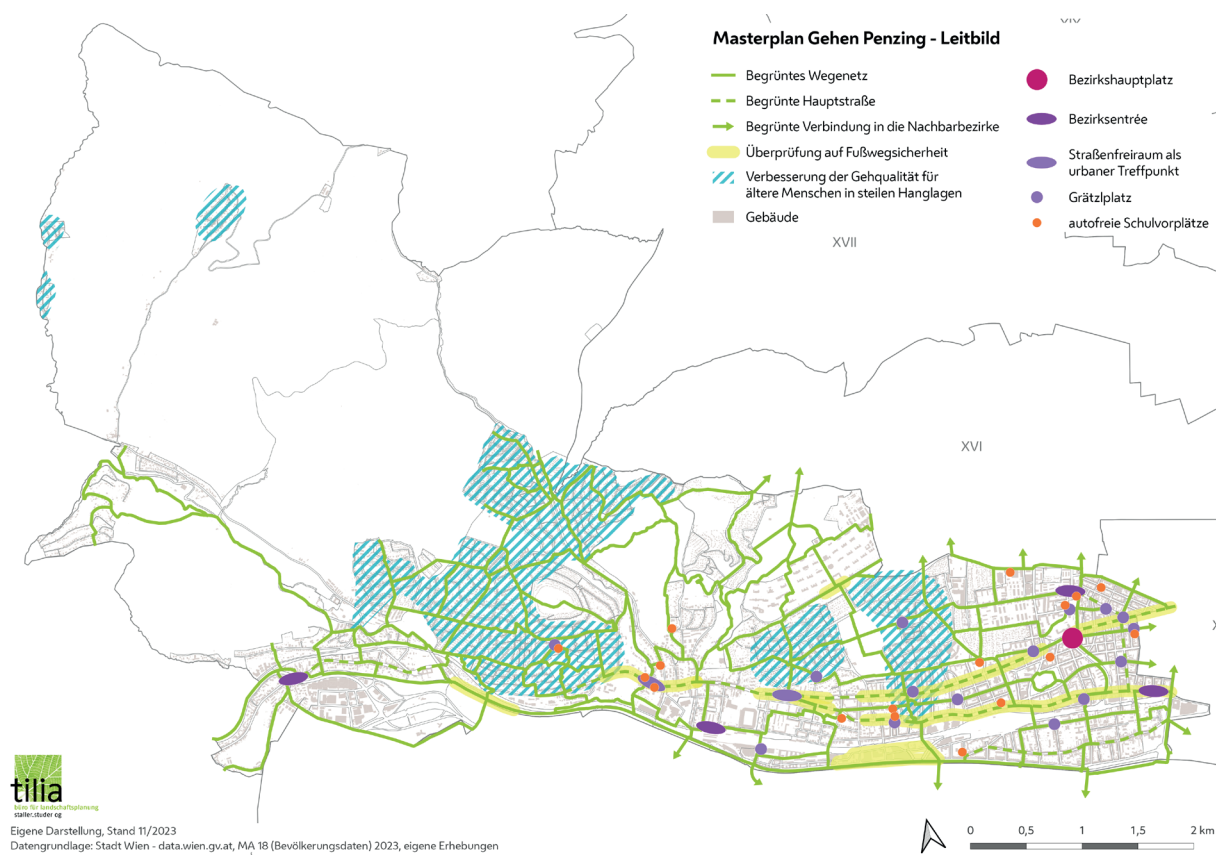 XIV
Masterplan Gehen Penzing - Leitbild
Begrüntes Wegenetz
Begrünte Hauptstraße
Begrünte Verbindung in die Nachbarbezirke
Überprüfung auf Fußwegsicherheit
Verbesserung der Gehqualität für
ältere Menschen in steilen Hanglagen
Gebäude
Bezirkshauptplatz
Bezirksentrée
Straßenfreiraum als
urbaner Treffpunkt
Grätzlplatz
autofreie Schulvorplätze
XVII
XVI
tilia
büro für landschaftsplanung
staller.studer og
Eigene Darstellung, Stand 11/2023
Datengrundlage: Stadt Wien - data.wien.gv.at, MA 18 (Bevölkerungsdaten) 2023, eigene Erhebungen
0 0,5 1 1,5 2 km